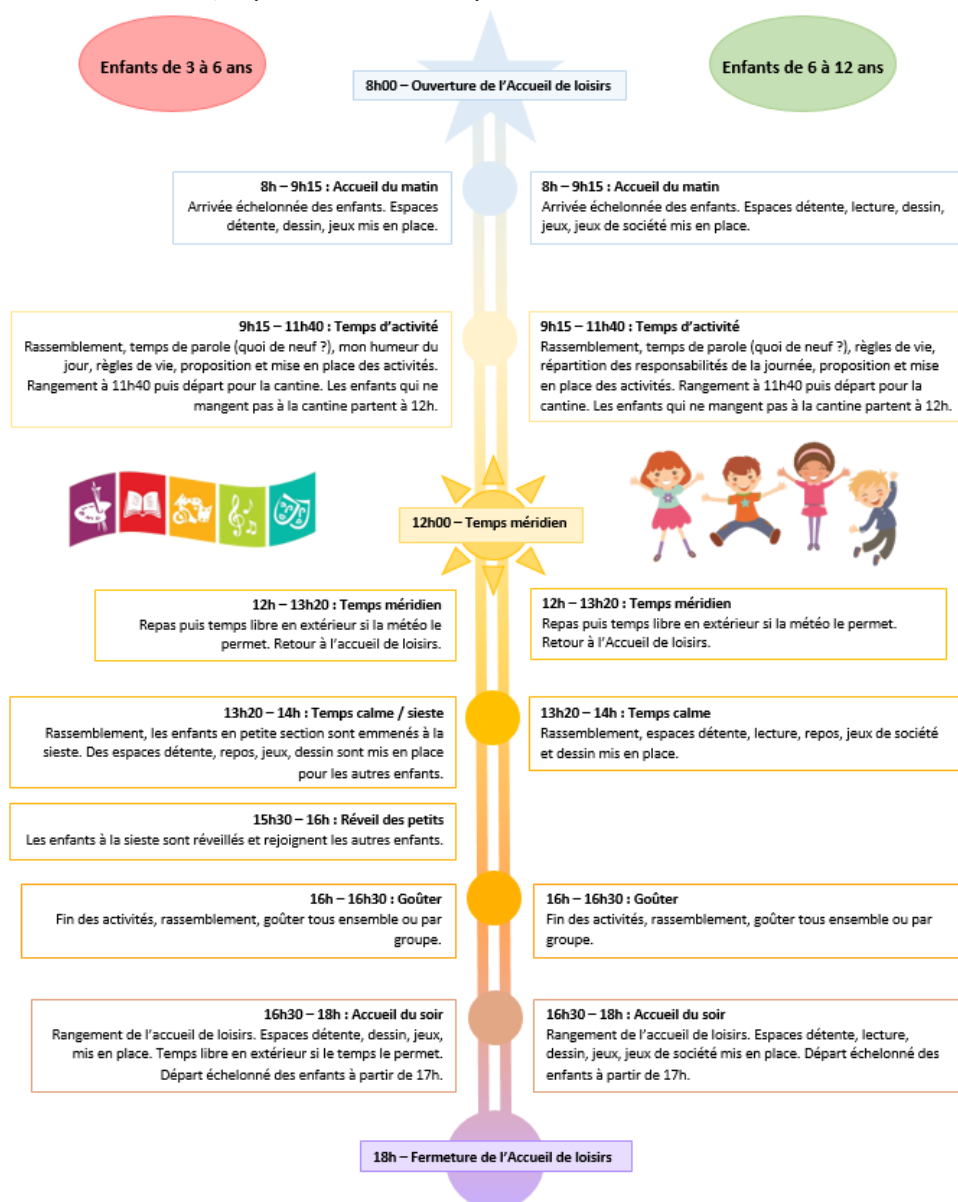 Enfants de 3 à 6 ans
Enfants de 6 à 12 ans
8h00 – Ouverture de l'Accueil de loisirs
8h – 9h15 : Accueil du matin
Arrivée échelonnée des enfants. Espaces
détente, dessin, jeux mis en place.
8h – 9h15 : Accueil du matin
Arrivée échelonnée des enfants. Espaces détente, lecture, dessin,
jeux, jeux de société mis en place.
9h15 – 11h40 : Temps d'activité
Rassemblement, temps de parole (quoi de neuf ?), mon humeur du
jour, règles de vie, proposition et mise en place des activités.
Rangement à 11h40 puis départ pour la cantine. Les enfants qui ne
mangent pas à la cantine partent à 12h.
9h15 – 11h40 : Temps d'activité
Rassemblement, temps de parole (quoi de neuf ?), règles de vie,
répartition des responsabilités de la journée, proposition et mise
en place des activités. Rangement à 11h40 puis départ pour la
cantine. Les enfants qui ne mangent pas à la cantine partent à 12h.
12h00 – Temps méridien
12h – 13h20 : Temps méridien
Repas puis temps libre en extérieur si la météo le
permet. Retour à l'accueil de loisirs.
12h – 13h20 : Temps méridien
Repas puis temps libre en extérieur si la météo le permet.
Retour à l'Accueil de loisirs.
13h20 – 14h : Temps calme / sieste
Rassemblement, les enfants en petite section sont emmenés à la
sieste. Des espaces détente, repos, jeux, dessin sont mis en place
pour les autres enfants.
13h20 – 14h : Temps calme
Rassemblement, espaces détente, lecture, repos, jeux de société
et dessin mis en place.
15h30 – 16h : Réveil des petits
Les enfants à la sieste sont réveillés et rejoignent les autres enfants.
16h – 16h30 : Goûter
Fin des activités, rassemblement, goûter tous ensemble ou par
groupe.
16h – 16h30 : Goûter
Fin des activités, rassemblement, goûter tous ensemble ou par
groupe.
16h30 – 18h : Accueil du soir
Rangement de l'accueil de loisirs. Espaces détente, dessin, jeux,
mis en place. Temps libre en extérieur si le temps le permet.
Départ échelonné des enfants à partir de 17h.
16h30 – 18h : Accueil du soir
Rangement de l'accueil de loisirs. Espaces détente, lecture,
dessin, jeux, jeux de société mis en place. Départ échelonné des
enfants à partir de 17h.
18h – Fermeture de l'Accueil de loisirs